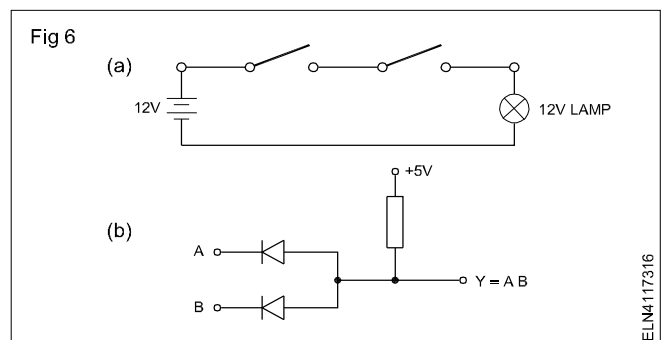 Fig 6
(a)
12V
12V LAMP
+5V
(b)
A
Y = A B
B
ELN4117316